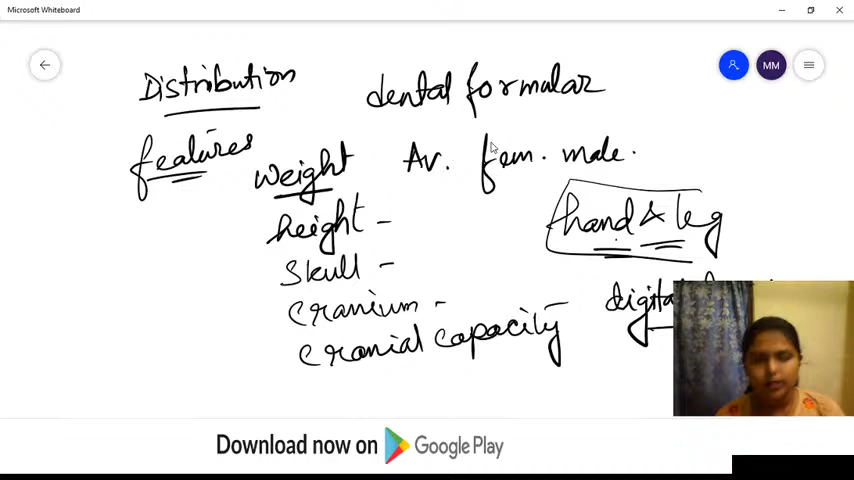 Microsoft Whiteboard
Distribution
dental formular
features
weight
Av. fem. male.
height -
hand & leg
Skull -
Cranium -
digital
Cranial capacity
MM
Download now on Google Play